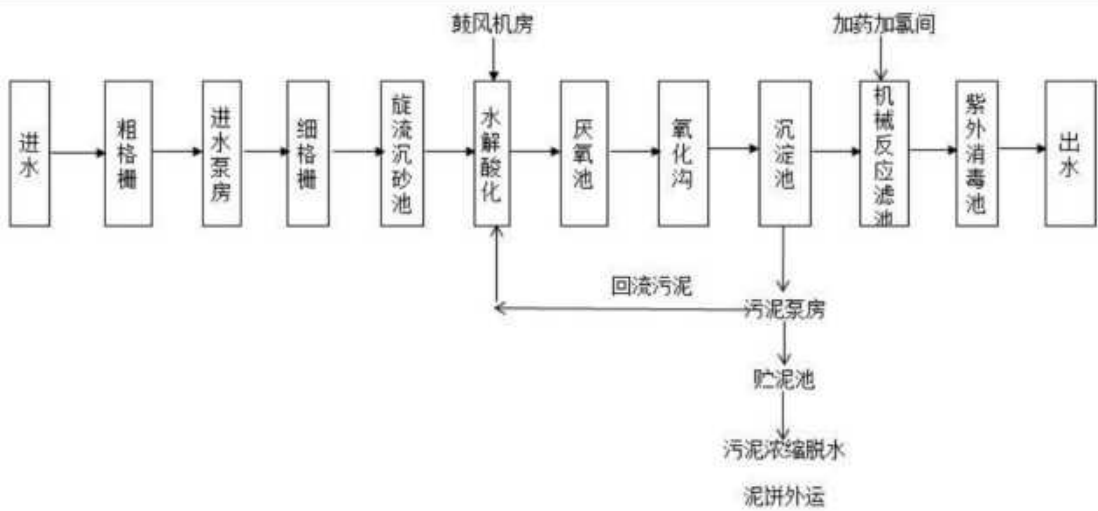 鼓风机房
加药加氯间
进水
粗格栅
进水泵房
细格栅
旋流沉砂池
水解酸化
厌氧池
氧化沟
沉淀池
机械反应滤池
紫外消毒池
出水
回流污泥
污泥泵房
贮泥池
污泥浓缩脱水
泥饼外运